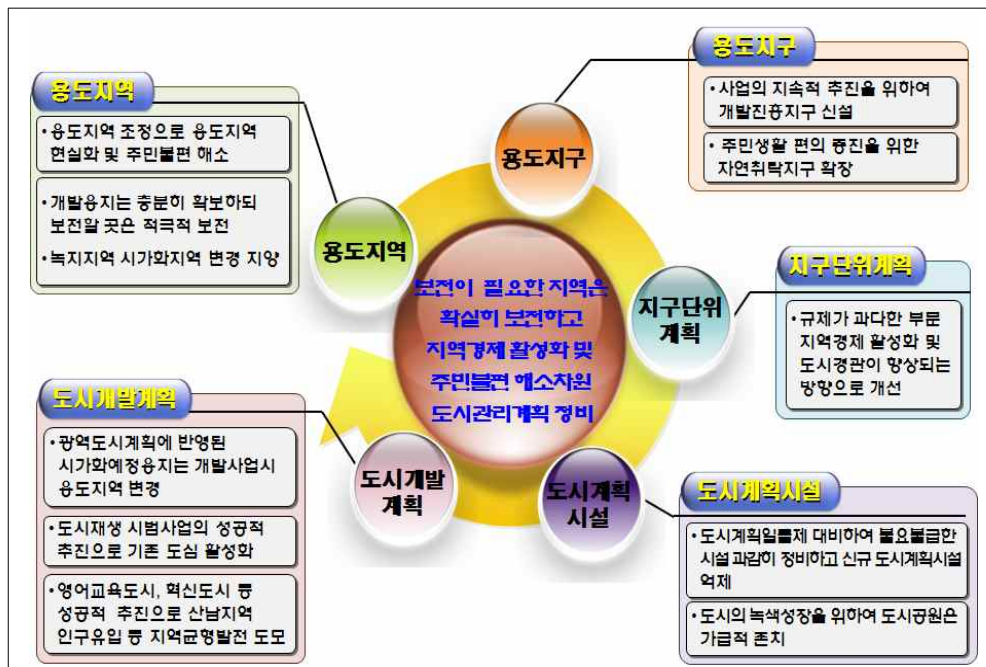 용도지구
• 사업의 지속적 추진을 위하여
개발진흥지구 신설
• 주민생활 편의 증진을 위한
자연취락지구 확장
용도지역
• 용도지역 조정으로 용도지역
현실화 및 주민불편 해소
• 개발용지는 충분히 확보하되
보전할 곳은 적극적 보전
• 녹지지역 시가화지역 변경 지양
용도지구
용도지역
지구단위
계획
도시계획
시설
도시개발
계획
보전이 필요한 지역은
확실히 보전하고
지역경제 활성화 및
주민불편 해소차원
도시관리계획 정비
지구단위계획
• 규제가 과다한 부문
지역경제 활성화 및
도시경관이 향상되는
방향으로 개선
도시개발계획
• 광역도시계획에 반영된
시가화예정용지는 개발사업시
용도지역 변경
• 도시재생 시범사업의 성공적
추진으로 기존 도심 활성화
• 영어교육도시, 혁신도시 등
성공적 추진으로 산남지역
인구유입 등 지역균형발전 도모
도시계획시설
• 도시계획일몰제 대비하여 불요불급한
시설 과감히 정비하고 신규 도시계획시설
억제
• 도시의 녹색성장을 위하여 도시공원은
가급적 존치